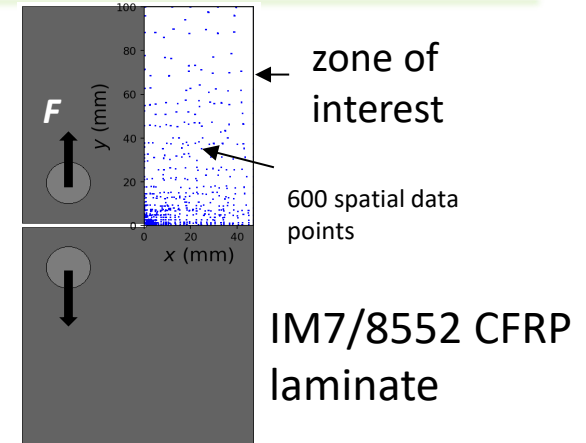 100
80
60
40
20
0
y (mm)
0 20 40
x (mm)
F
zone of
interest
600 spatial data
points
IM7/8552 CFRP
laminate